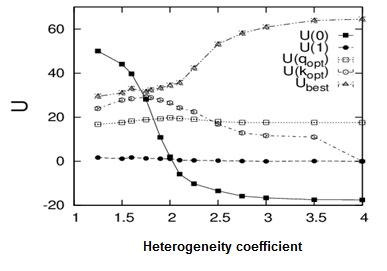 60
40
20
0
-20
U
U(0)
U(1)
U(q_opt)
U(k_opt)
U_best
1 1.5 2 2.5 3 3.5 4
Heterogeneity coefficient